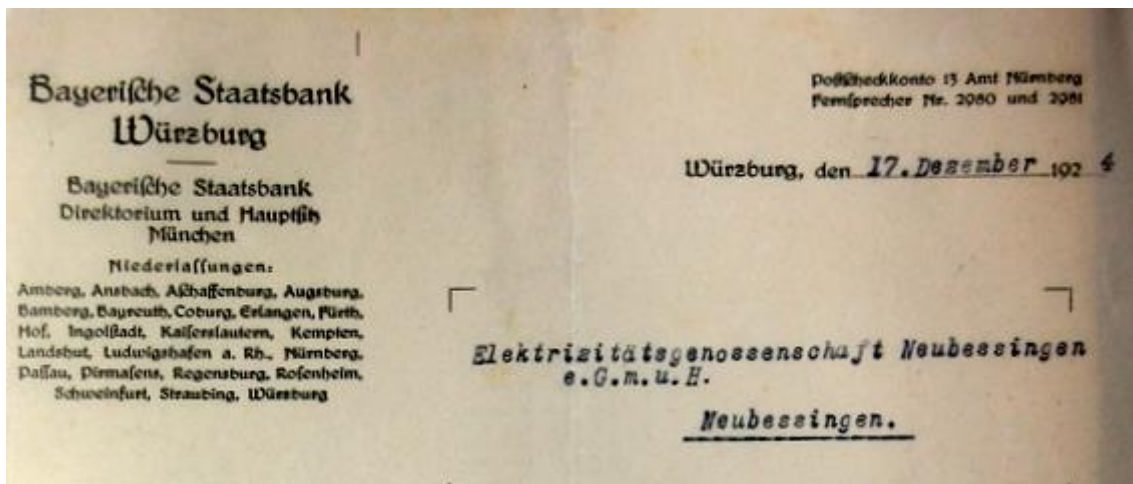 Bayerische Staatsbank
Würzburg
Bayerische Staatsbank
Direktorium und Hauptsitz
München
Niederlassungen:
Amberg, Ansbach, Aschaffenburg, Augsburg,
Bamberg, Bayreuth, Coburg, Erlangen, Fürth,
Hof, Ingolstadt, Kaiserslautern, Kempten,
Landshut, Ludwigshafen a. Rh., Nürnberg,
Passau, Pirmasens, Regensburg, Rosenheim,
Schweinfurt, Straubing, Würzburg
Postscheckkonto 13 Amt Nürnberg
Fernsprecher Nr. 2980 und 2981
Würzburg, den 17. Dezember 1924
Elektrizitätsgenossenschaft Neubessingen
e.G.m.u.H.
Neubessingen.